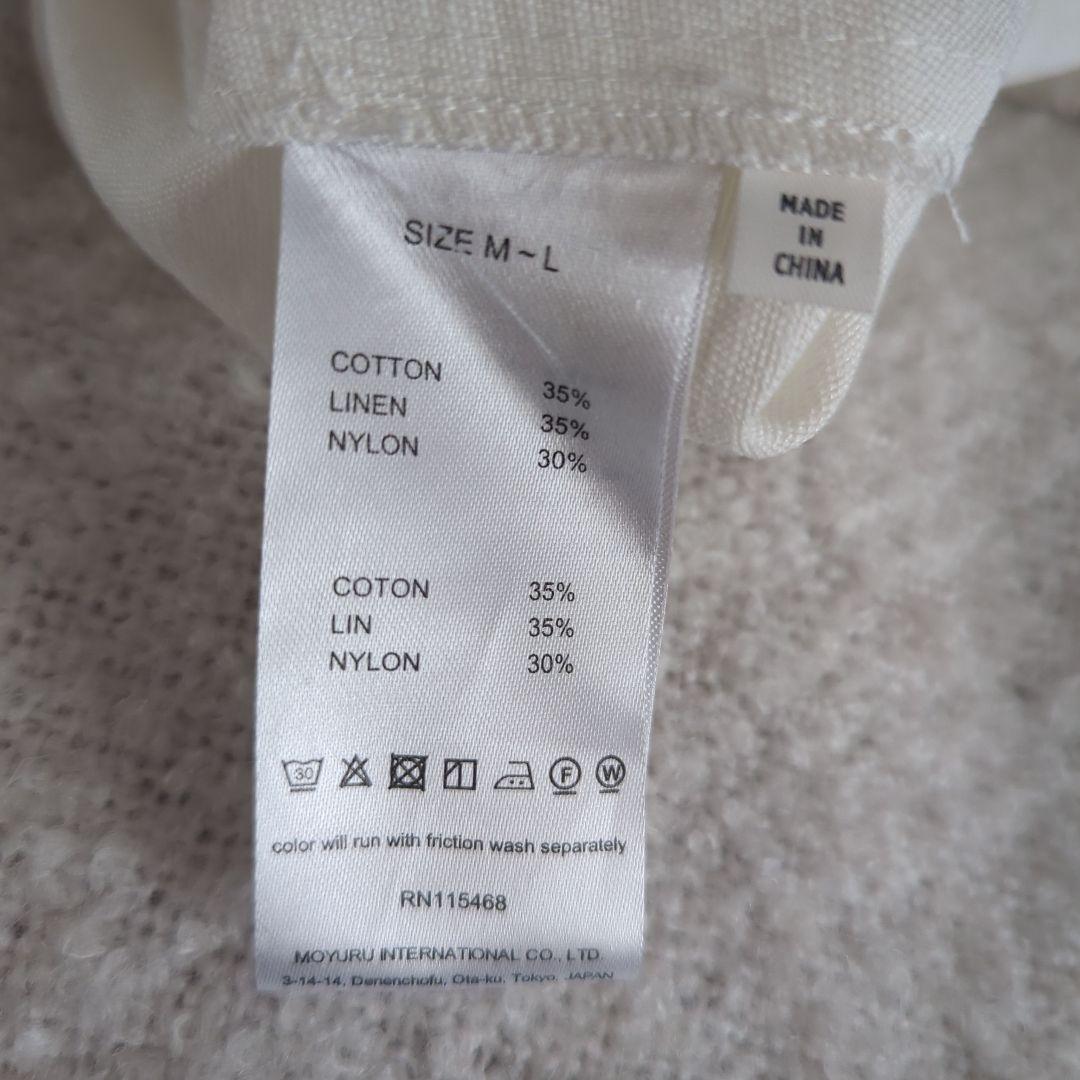 SIZE M~L
MADE
IN
CHINA
COTTON 35%
LINEN 35%
NYLON 30%
COTON 35%
LIN 35%
NYLON 30%
30 F W
color will run with friction wash separately
RN115468
MOYURU INTERNATIONAL CO., LTD.
3-14-14, Denenchofu, Ota-ku, Tokyo, JAPAN